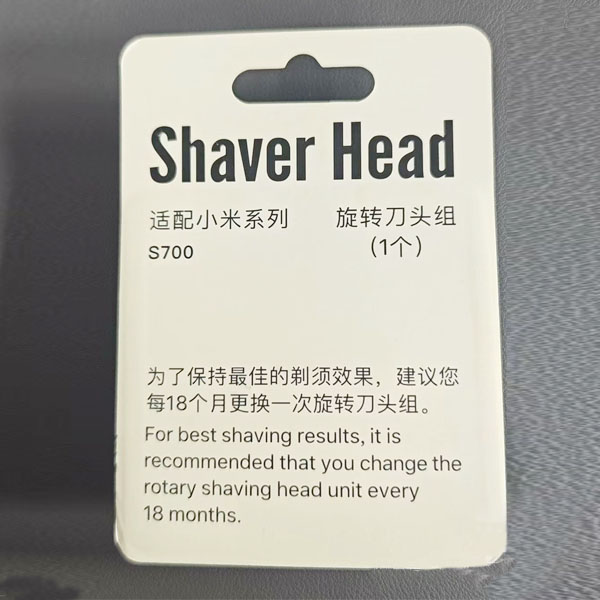 Shaver Head
适配小米系列 旋转刀头组
S700 (1个)
为了保持最佳的剃须效果，建议您
每18个月更换一次旋转刀头组。
For best shaving results, it is
recommended that you change the
rotary shaving head unit every
18 months.